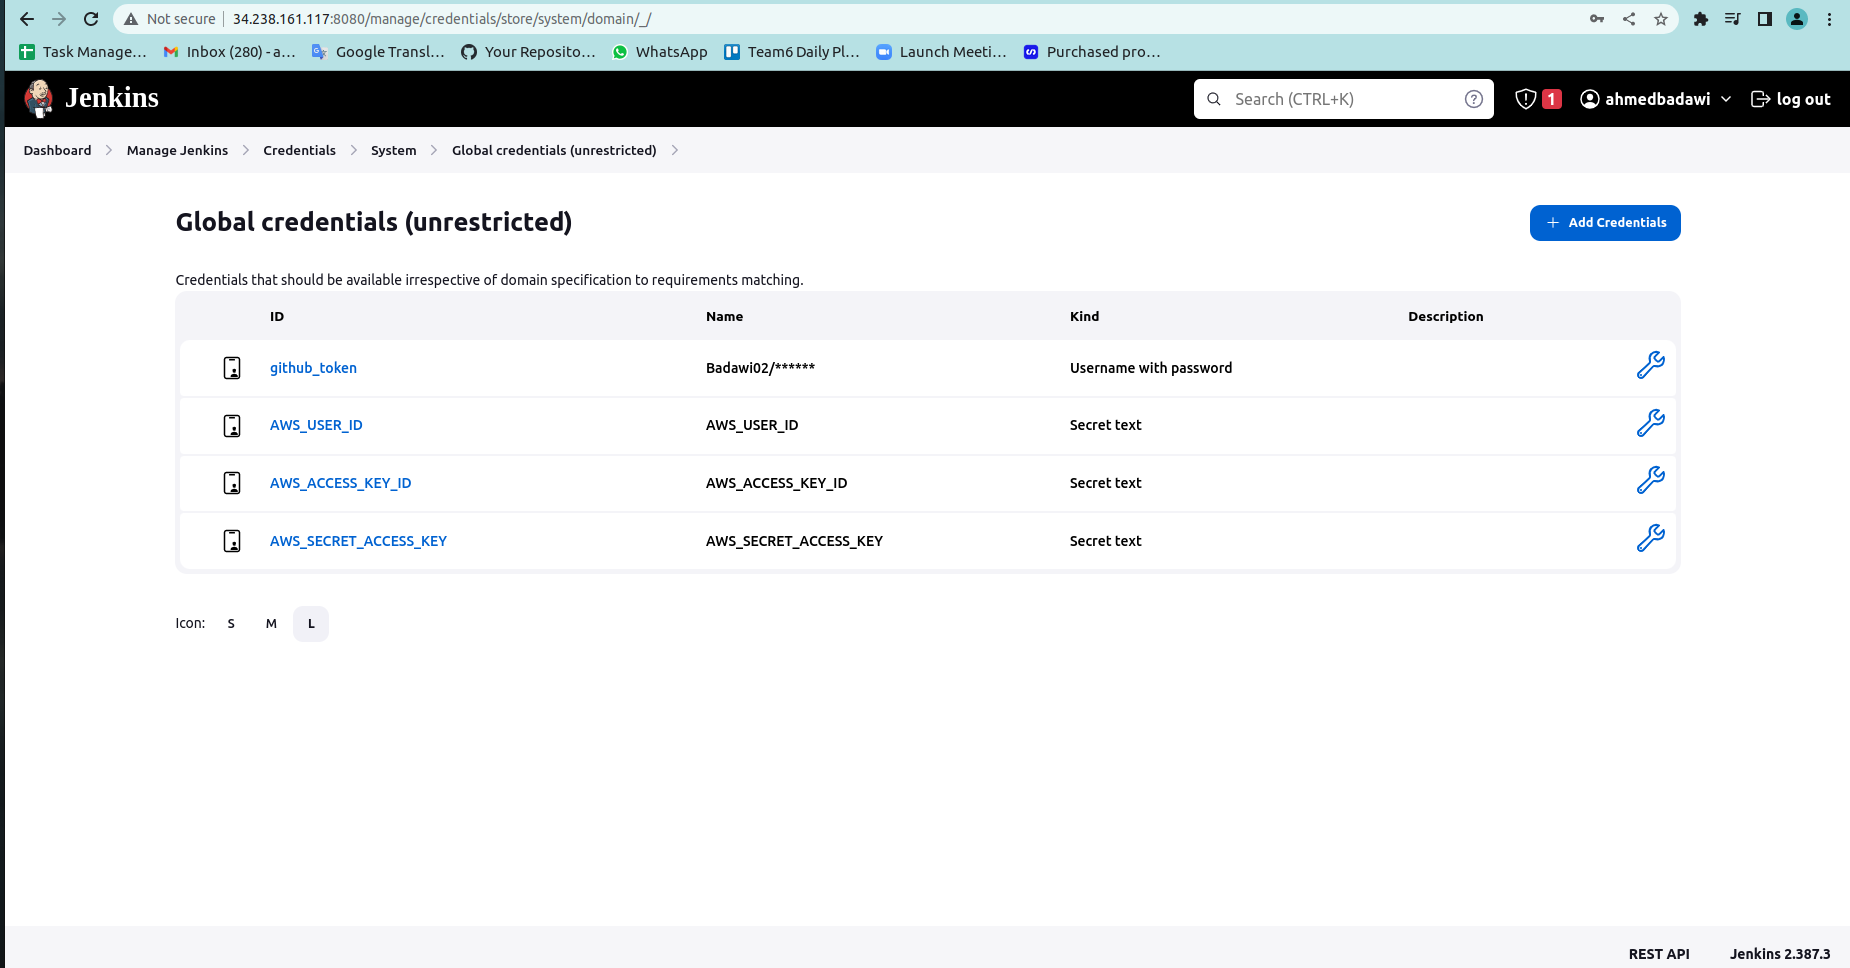 Not secure 34.238.161.117:8080/manage/credentials/store/system/domain/_/
Task Manage... Inbox (280) - a... Google Transl... Your Reposito... WhatsApp Team6 Daily Pl... Launch Meeti... Purchased pro...
Jenkins Search (CTRL+K) ? 1 ahmedbadawi log out
Dashboard Manage Jenkins Credentials System Global credentials (unrestricted)
Global credentials (unrestricted) + Add Credentials
Credentials that should be available irrespective of domain specification to requirements matching.
ID Name Kind Description
github_token Badawi02/****** Username with password
AWS_USER_ID AWS_USER_ID Secret text
AWS_ACCESS_KEY_ID AWS_ACCESS_KEY_ID Secret text
AWS_SECRET_ACCESS_KEY AWS_SECRET_ACCESS_KEY Secret text
Icon: S M L
REST API Jenkins 2.387.3